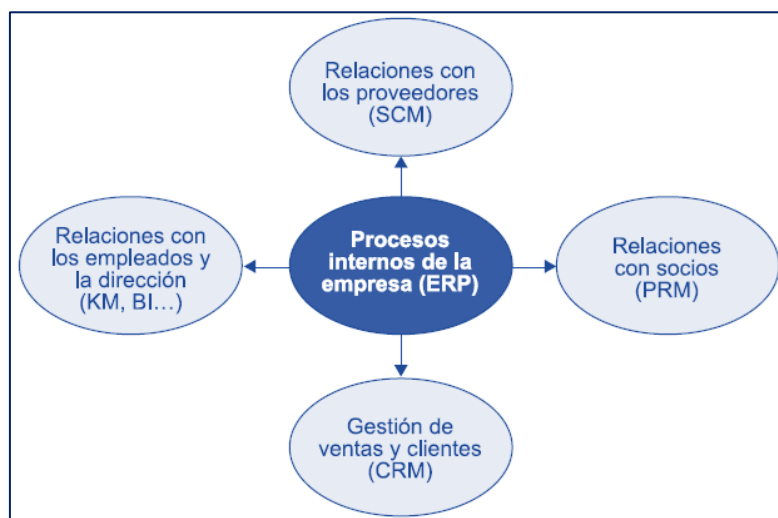 Relaciones con
los proveedores
(SCM)
Relaciones con
los empleados y
la dirección
(KM, BI...)
Procesos
internos de la
empresa (ERP)
Relaciones
con socios
(PRM)
Gestión de
ventas y clientes
(CRM)